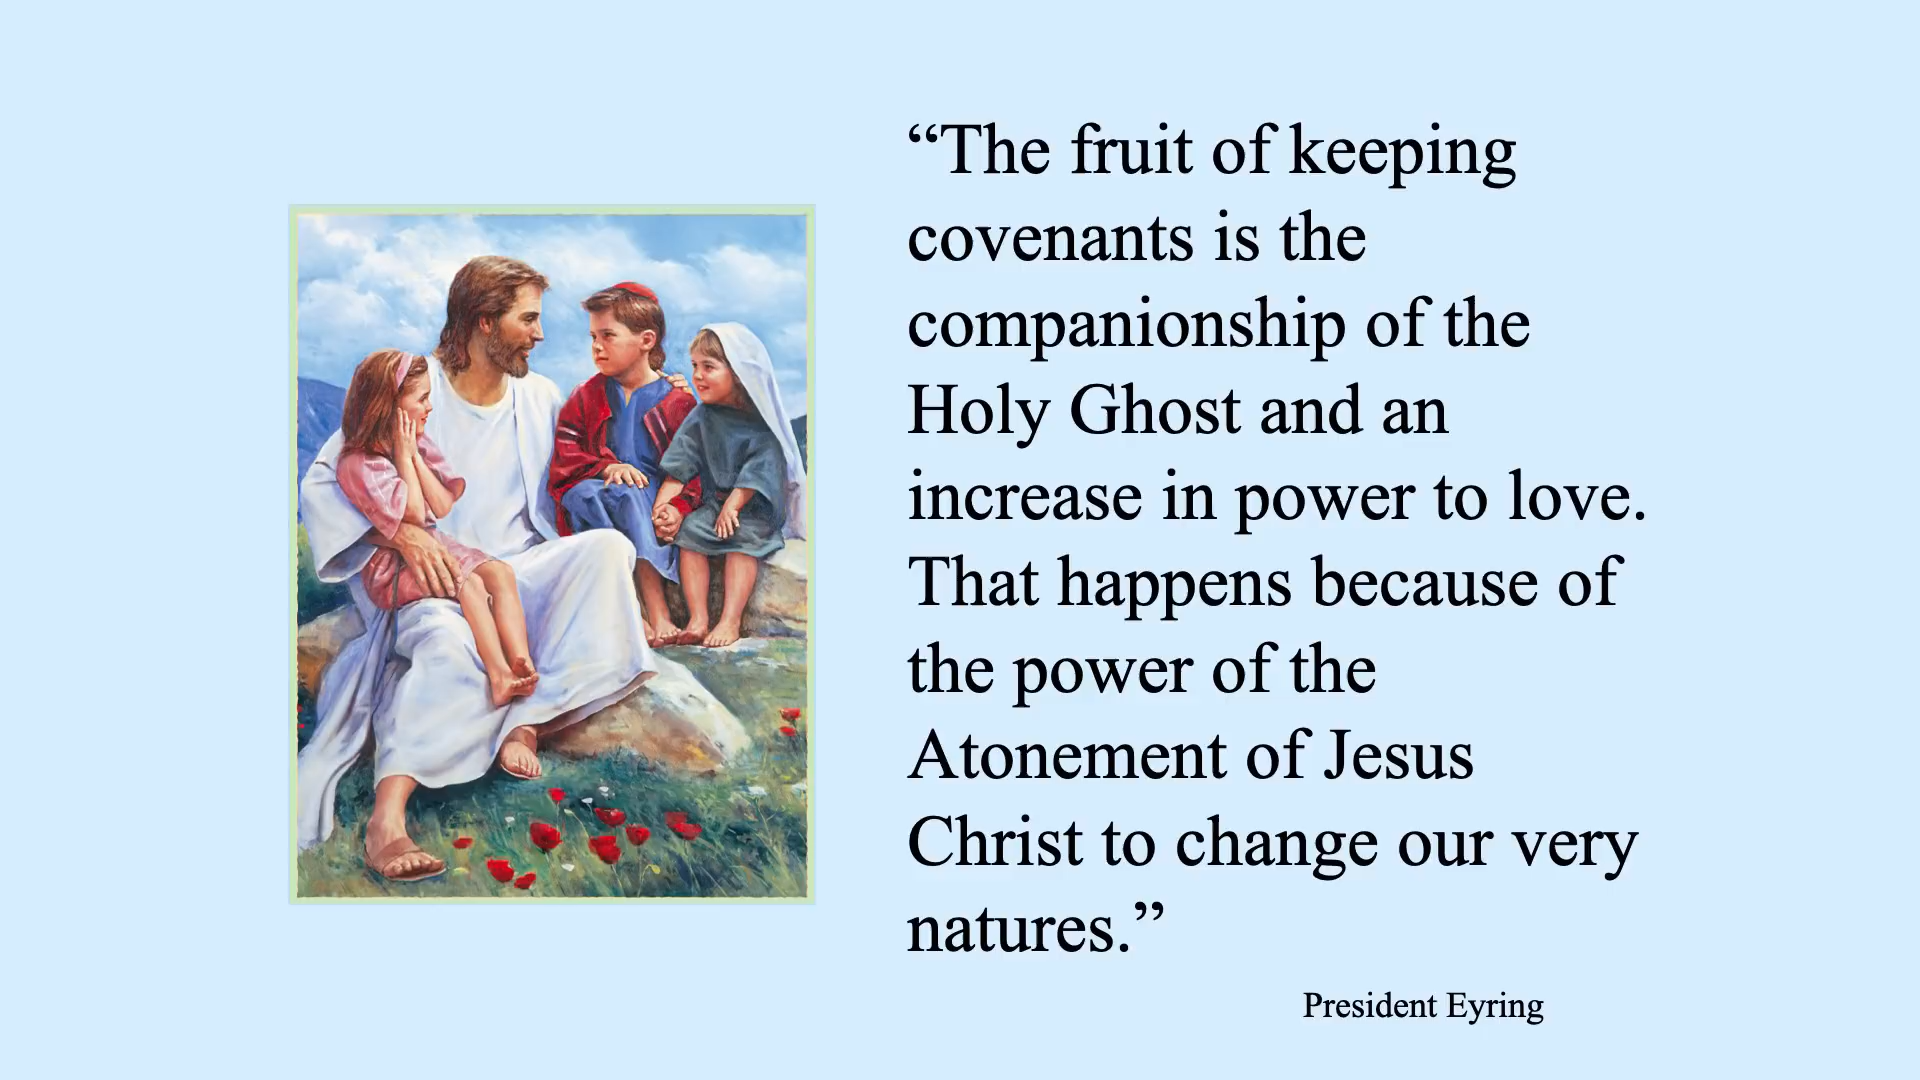 “The fruit of keeping
covenants is the
companionship of the
Holy Ghost and an
increase in power to love.
That happens because of
the power of the
Atonement of Jesus
Christ to change our very
natures.”
President Eyring